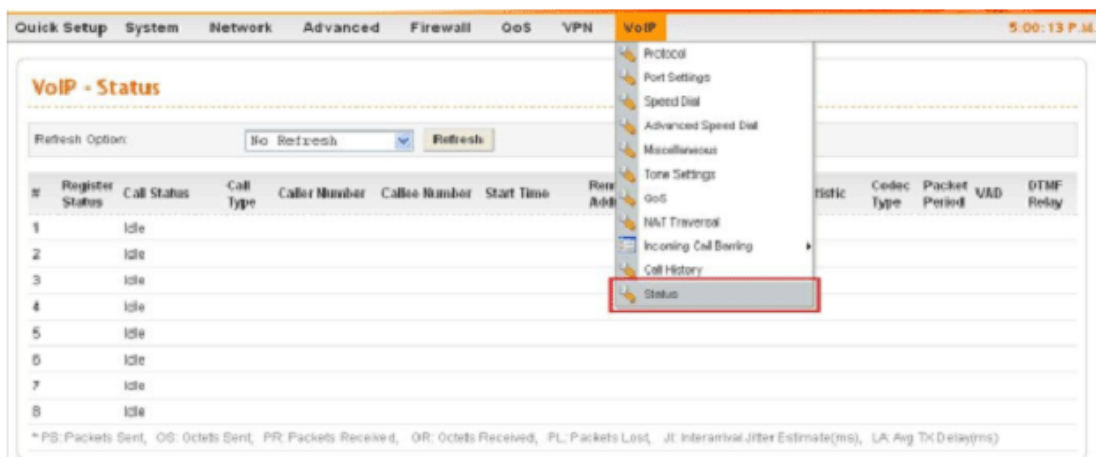 Quick Setup System Network Advanced Firewall QoS VPN VoIP 5:00:13 P.M.
Protocol
Port Settings
Speed Dial
Advanced Speed Dial
Miscellaneous
Tone Settings
QoS
NAT Traversal
Incoming Call Barring
Call History
Status
VoIP - Status
Refresh Option: No Refresh Refresh
# Register Status Call Status Call Type Caller Number Callee Number Start Time Rem Add tistic Codec Type Packet Period VAD DTMF Relay
1 Idle
2 Idle
3 Idle
4 Idle
5 Idle
6 Idle
7 Idle
8 Idle
* PS: Packets Sent, OS: Octets Sent, PR: Packets Received, OR: Octets Received, PL: Packets Lost, JI: Interarrival Jitter Estimate(ms), LA: Avg TX Delay(ms)